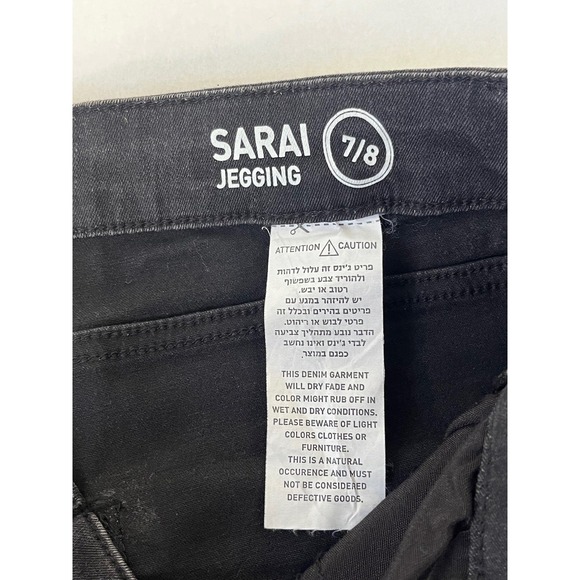 SARAI
JEGGING
7/8
ATTENTION CAUTION
פריט ג'ינס זה עלול לדהות
ולהוריד צבע בשפשוף
רטוב או יבש.
יש להיזהר במגע עם
פריטים בהירים ובכלל זה
פרטי לבוש או ריהוט.
הדבר נובע מתהליך צביעה
לבדי ג'ינס ואינו נחשב
כפגם במוצר.
THIS DENIM GARMENT
WILL DRY FADE AND
COLOR MIGHT RUB OFF IN
WET AND DRY CONDITIONS.
PLEASE BEWARE OF LIGHT
COLORS CLOTHES OR
FURNITURE.
THIS IS A NATURAL
OCCURENCE AND MUST
NOT BE CONSIDERED
DEFECTIVE GOODS.